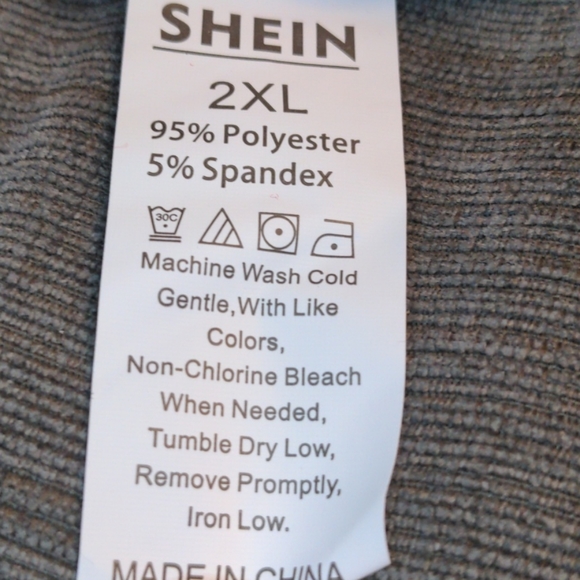 SHEIN
2XL
95% Polyester
5% Spandex
30C
Machine Wash Cold
Gentle,With Like
Colors,
Non-Chlorine Bleach
When Needed,
Tumble Dry Low,
Remove Promptly,
Iron Low.
MADE IN CHINA